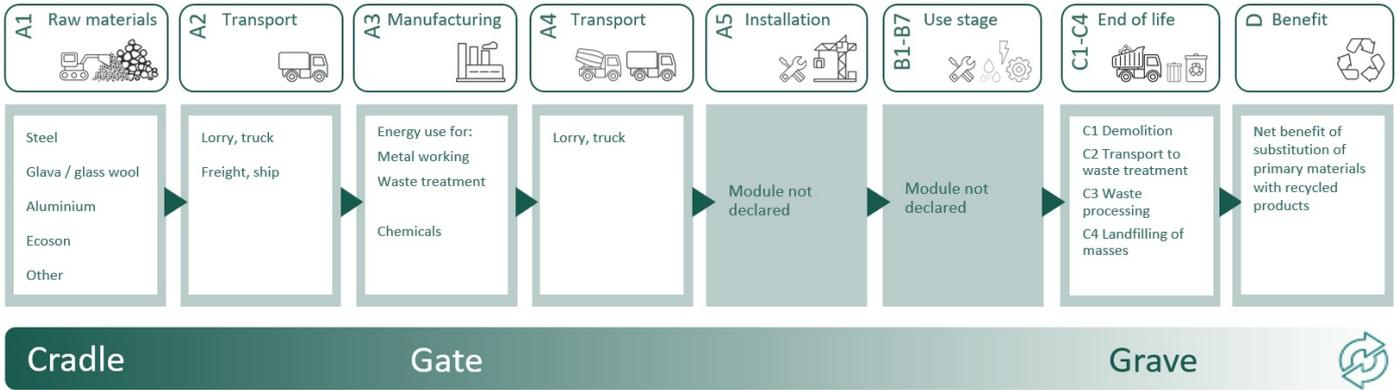 A1 Raw materials
A2 Transport
A3 Manufacturing
A4 Transport
A5 Installation
B1-B7 Use stage
C1-C4 End of life
D Benefit
Steel
Glava / glass wool
Aluminium
Ecoson
Other
Lorry, truck
Freight, ship
Energy use for:
Metal working
Waste treatment
Chemicals
Lorry, truck
Module not
declared
Module not
declared
C1 Demolition
C2 Transport to
waste treatment
C3 Waste
processing
C4 Landfilling of
masses
Net benefit of
substitution of
primary materials
with recycled
products
Cradle
Gate
Grave